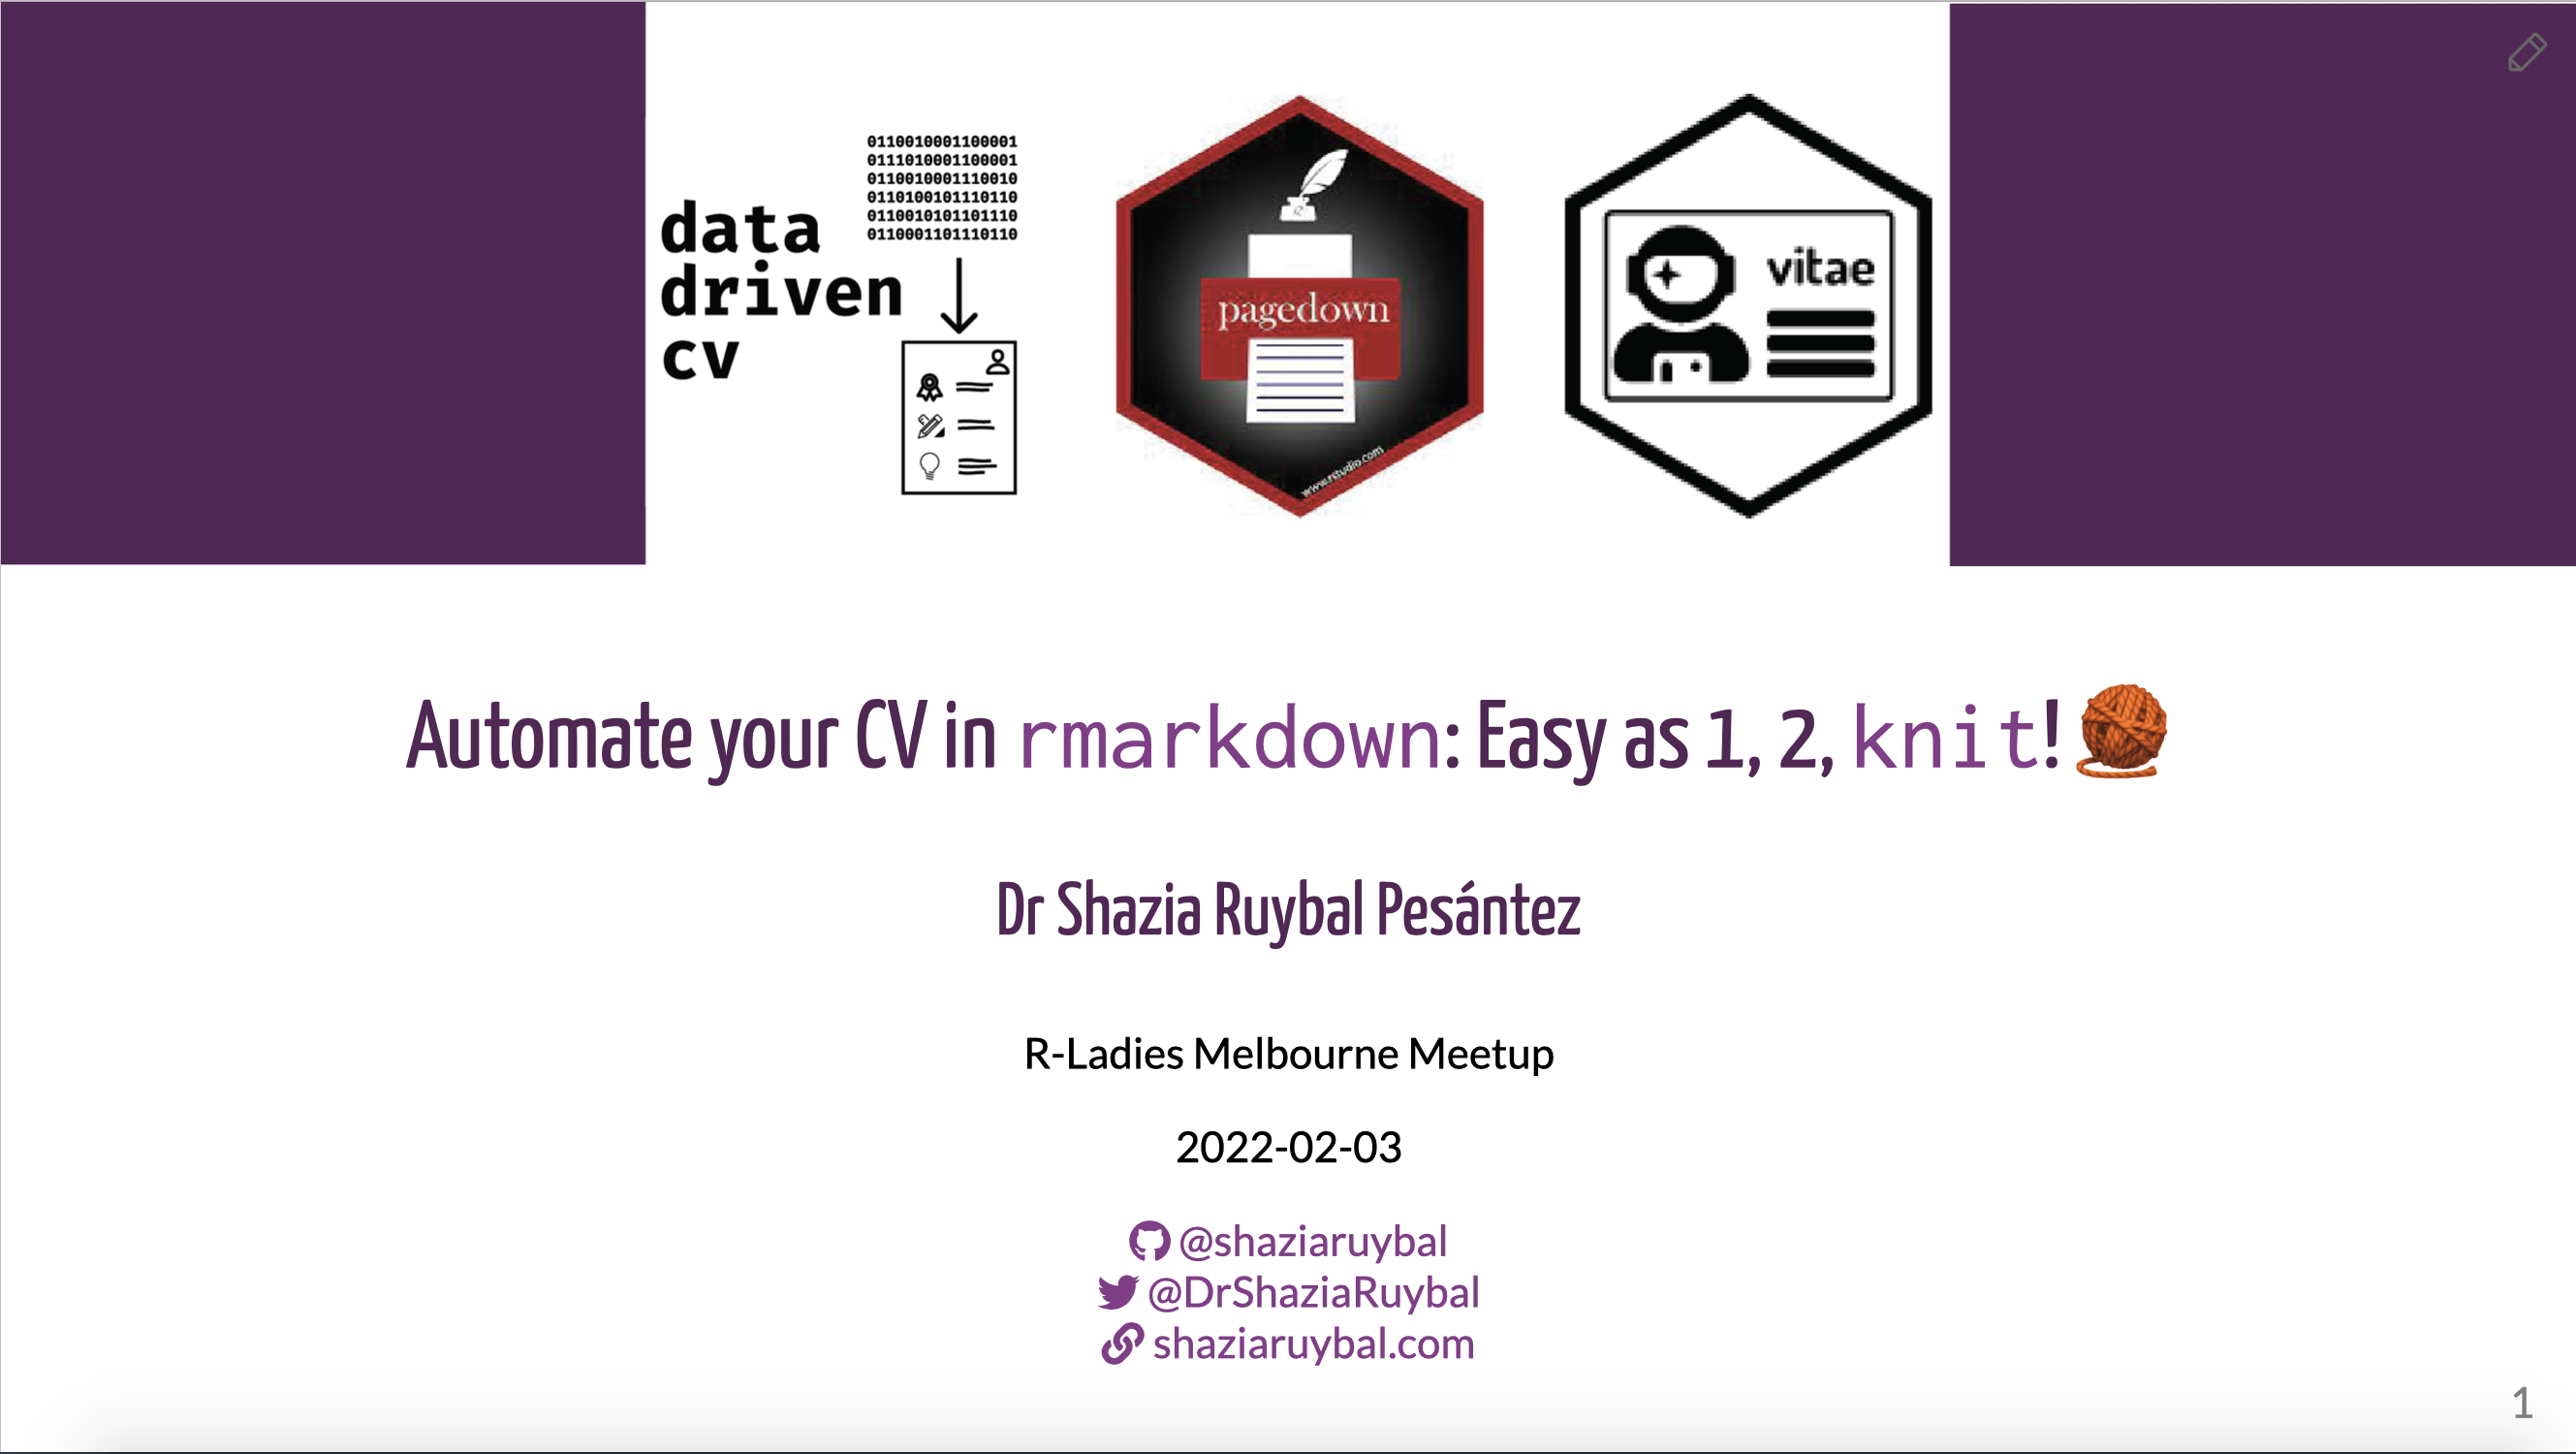 data
driven
cv
0110010001100001
0111010001100001
0110010001110010
0110100101110110
0110010101101110
0110001101110110
pagedown
www.rstudio.com
vitae
Automate your CV in rmarkdown: Easy as 1, 2, knit!
Dr Shazia Ruybal Pesántez
R-Ladies Melbourne Meetup
2022-02-03
@shaziaruybal
@DrShaziaRuybal
shaziaruybal.com
1